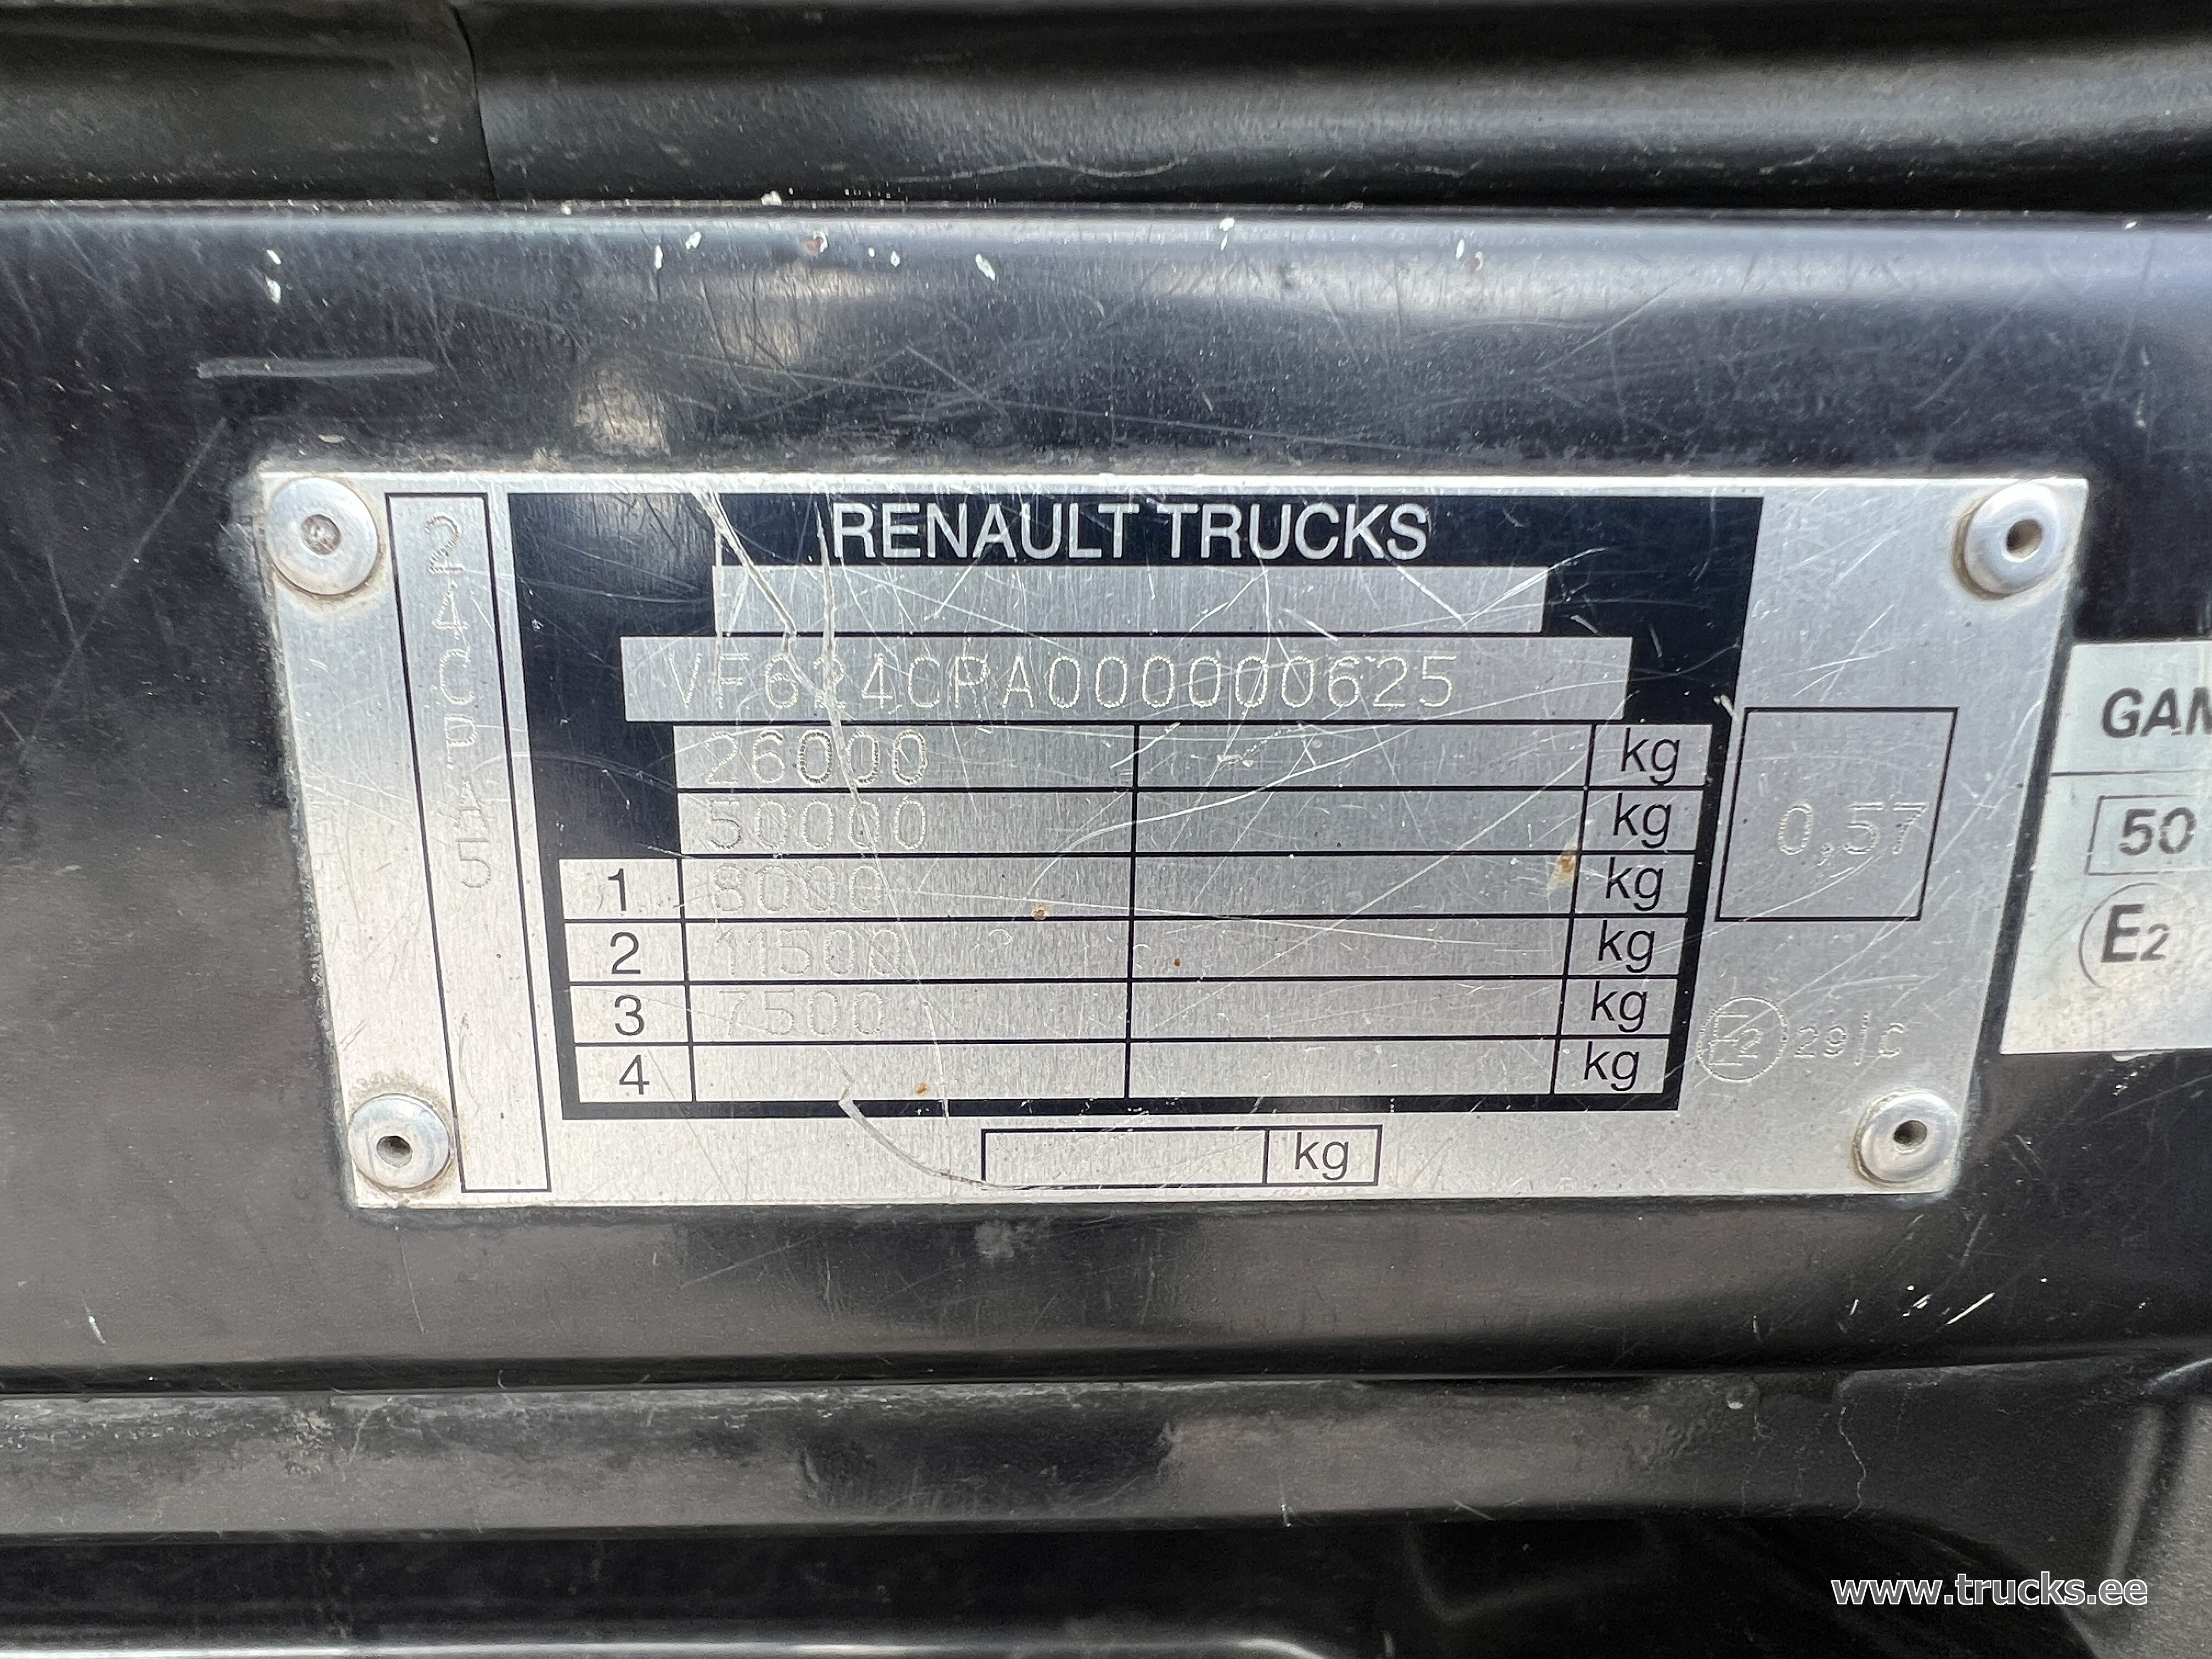 RENAULT TRUCKS
24CPA5
VF624CPA000000625
26000 kg
50000 kg
1 8000 kg
2 11500 kg
3 7500 kg
4 kg
kg
0,57
E2 29 C
GAN
50
E2
www.trucks.ee